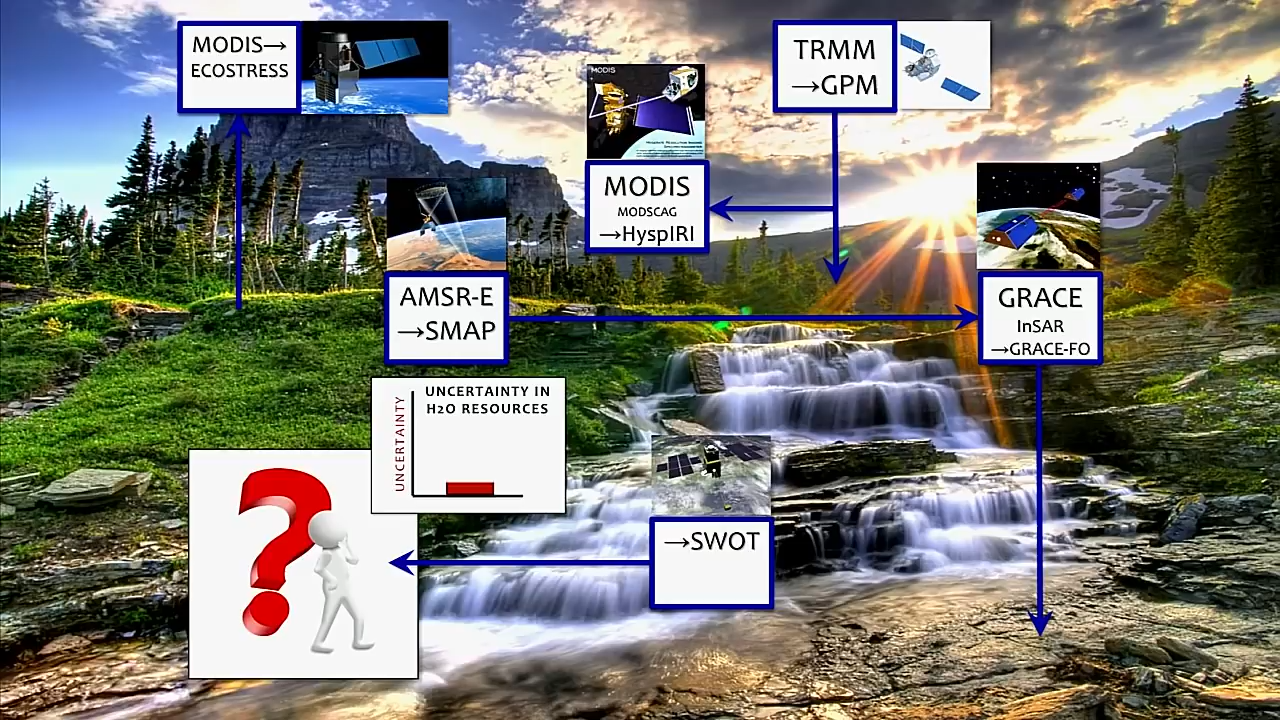 MODIS→
ECOSTRESS
TRMM
→GPM
MODIS
MODIS
MODSCAG
→HyspIRI
AMSR-E
→SMAP
GRACE
InSAR
→GRACE-FO
UNCERTAINTY IN
H2O RESOURCES
UNCERTAINTY
→SWOT